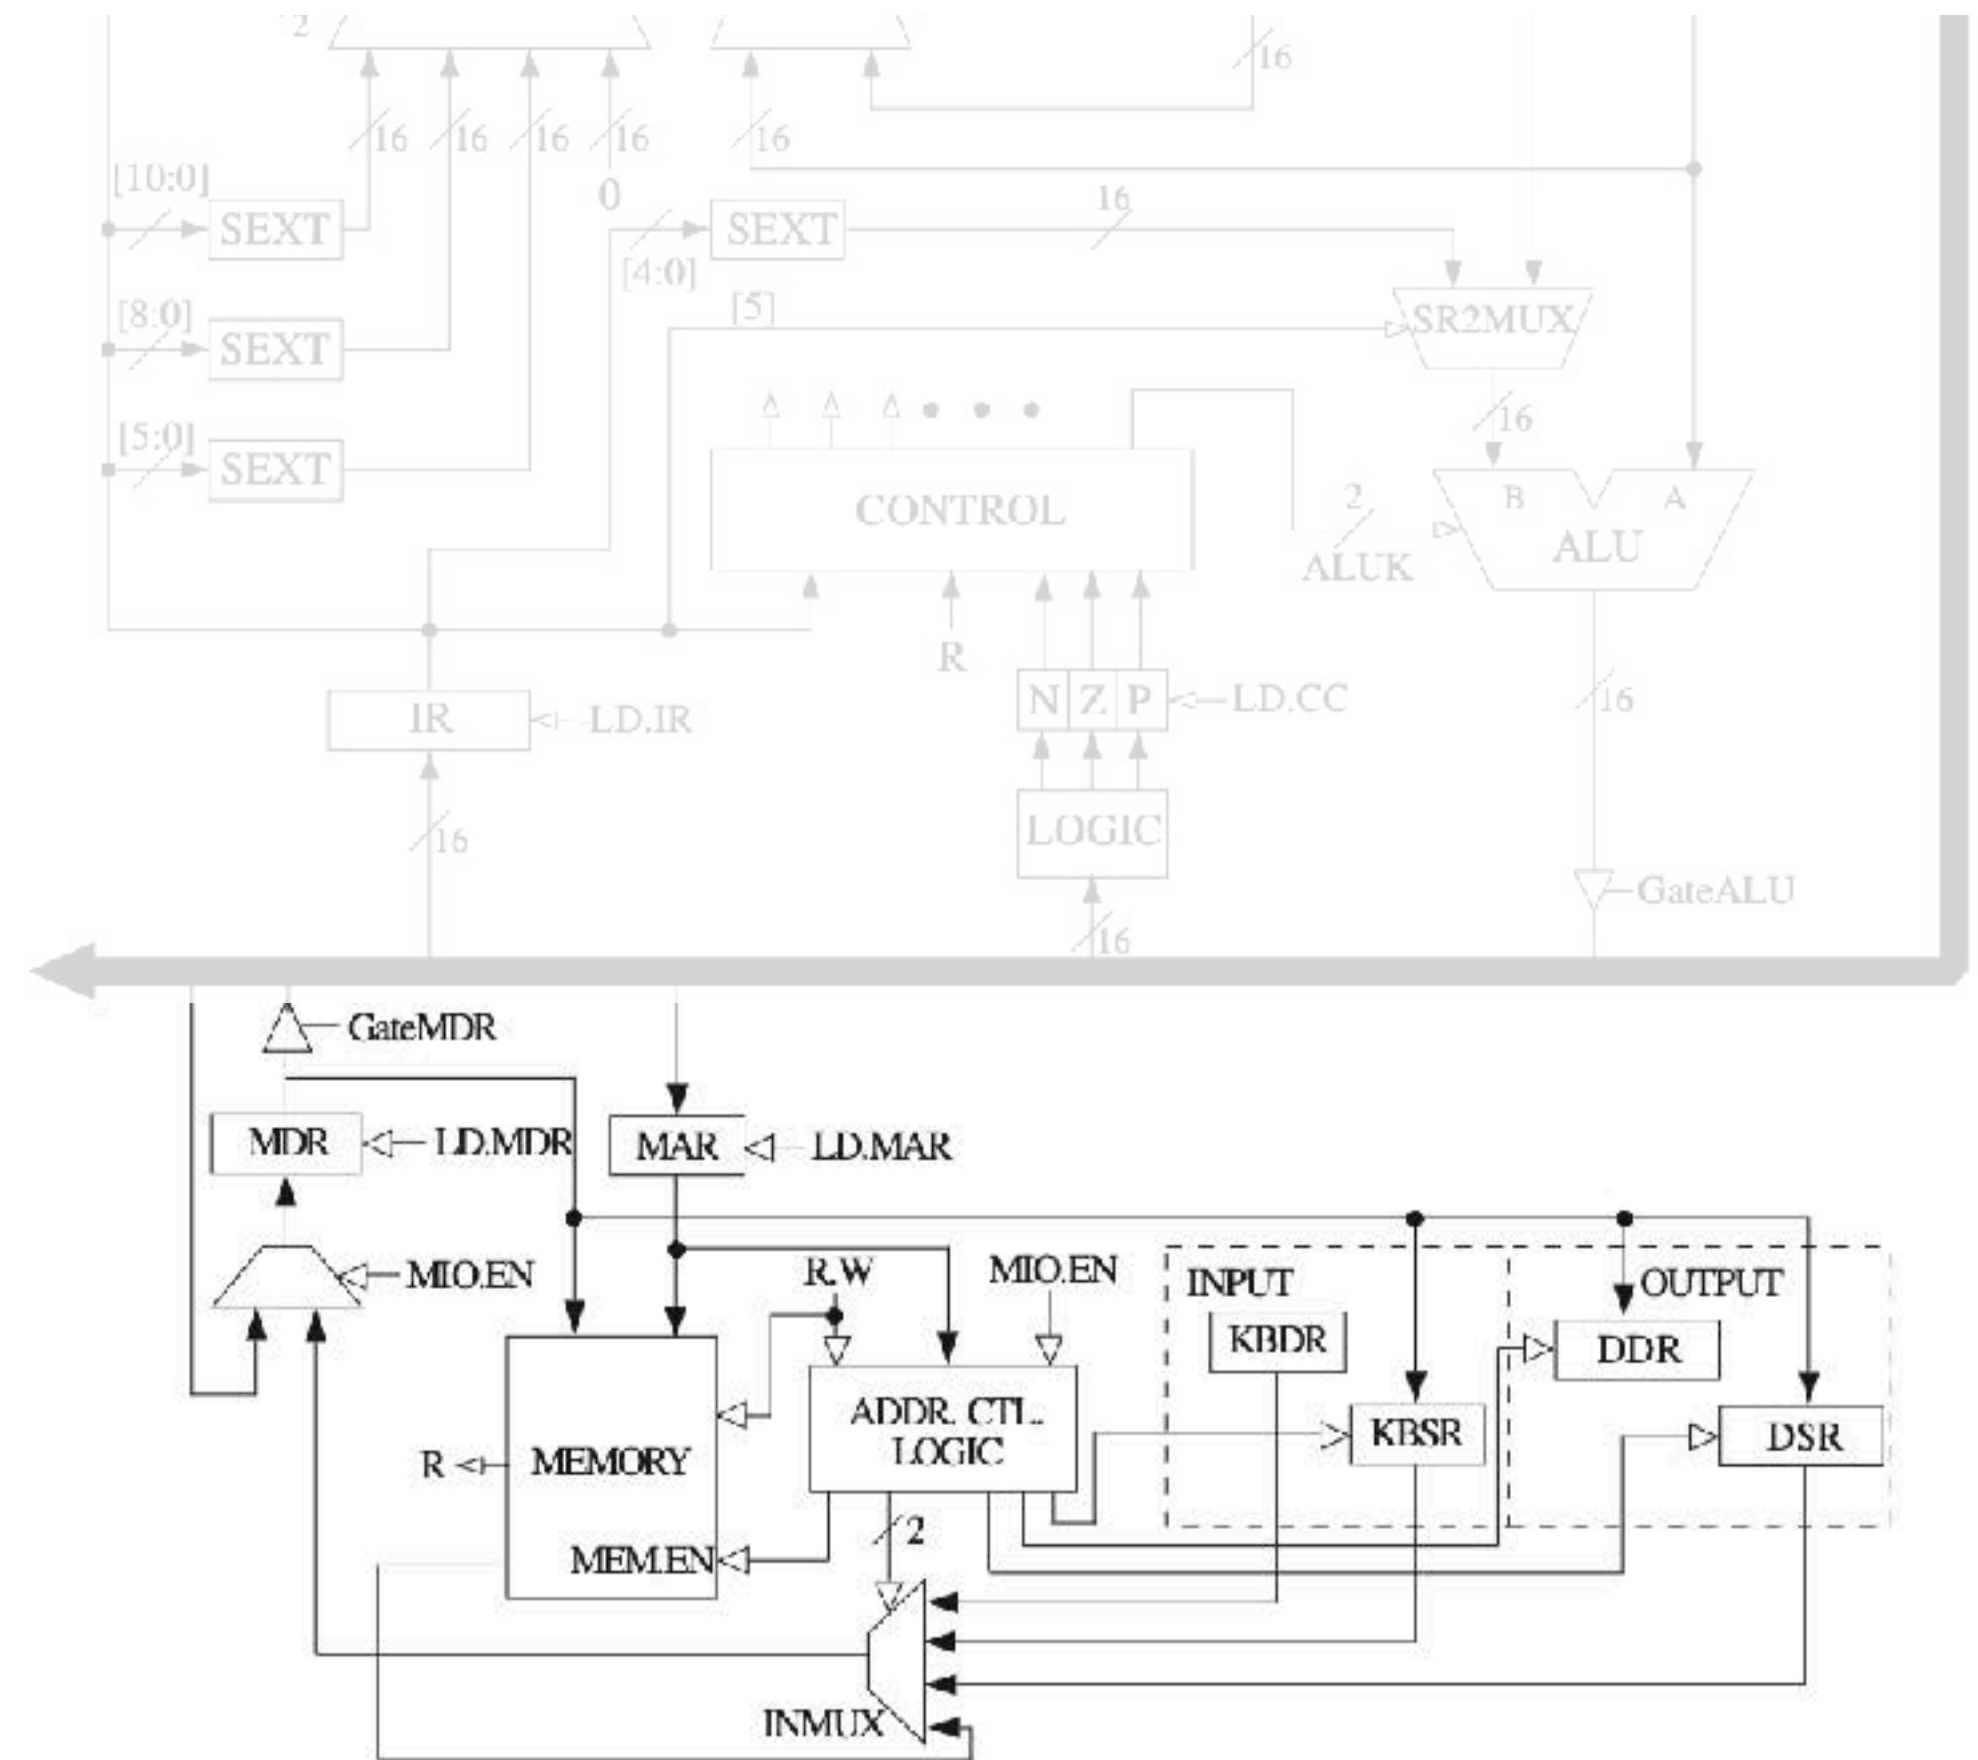 2
16
16 16 16 16 16
[10:0]
0
16
SEXT
SEXT
[4:0]
[8:0]
[5]
SR2MUX
SEXT
16
[5:0]
SEXT
2
B A
CONTROL
ALU
ALUK
R
N Z P
LD.CC
16
IR
LD.IR
16
LOGIC
GateALU
16
GateMDR
MDR
LD.MDR
MAR
LD.MAR
MIO.EN
R.W
MIO.EN
INPUT
OUTPUT
KBDR
DDR
ADDR. CTL.
LOGIC
KBSR
DSR
R
MEMORY
2
MEM.EN
INMUX